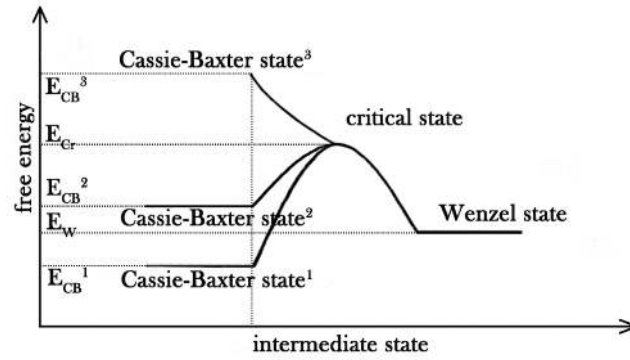 Cassie-Baxter state³
E_CB³
critical state
E_Cr
free energy
E_CB²
Cassie-Baxter state²
Wenzel state
E_W
E_CB¹
Cassie-Baxter state¹
intermediate state